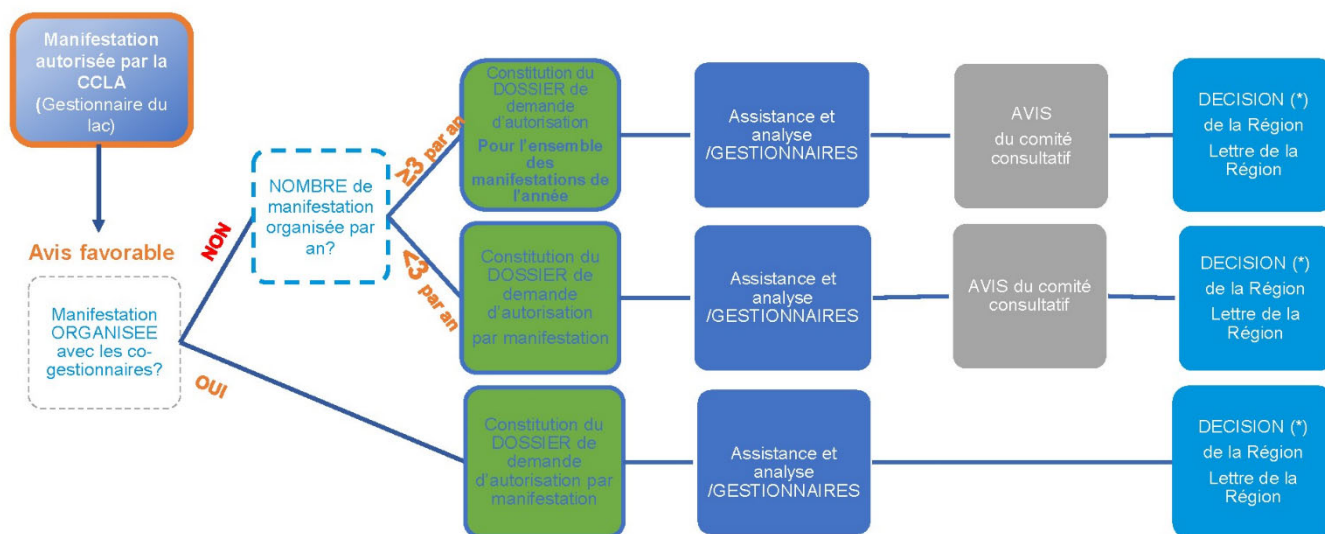 Manifestation
autorisée par la
CCLA
(Gestionnaire du
lac)
Avis favorable
Manifestation
ORGANISEE
avec les co-
gestionnaires?
NON
OUI
NOMBRE de
manifestation
organisée par
an?
≥3 par an
<3 par an
Constitution du
DOSSIER de
demande
d'autorisation
Pour l'ensemble
des
manifestations de
l'année
Assistance et
analyse
/GESTIONNAIRES
AVIS
du comité
consultatif
DECISION (*)
de la Région
Lettre de la
Région
Constitution du
DOSSIER de
demande
d'autorisation
par manifestation
Assistance et
analyse
/GESTIONNAIRES
AVIS du comité
consultatif
DECISION (*)
de la Région
Lettre de la
Région
Constitution du
DOSSIER de
demande
d'autorisation par
manifestation
Assistance et
analyse
/GESTIONNAIRES
DECISION (*)
de la Région
Lettre de la
Région